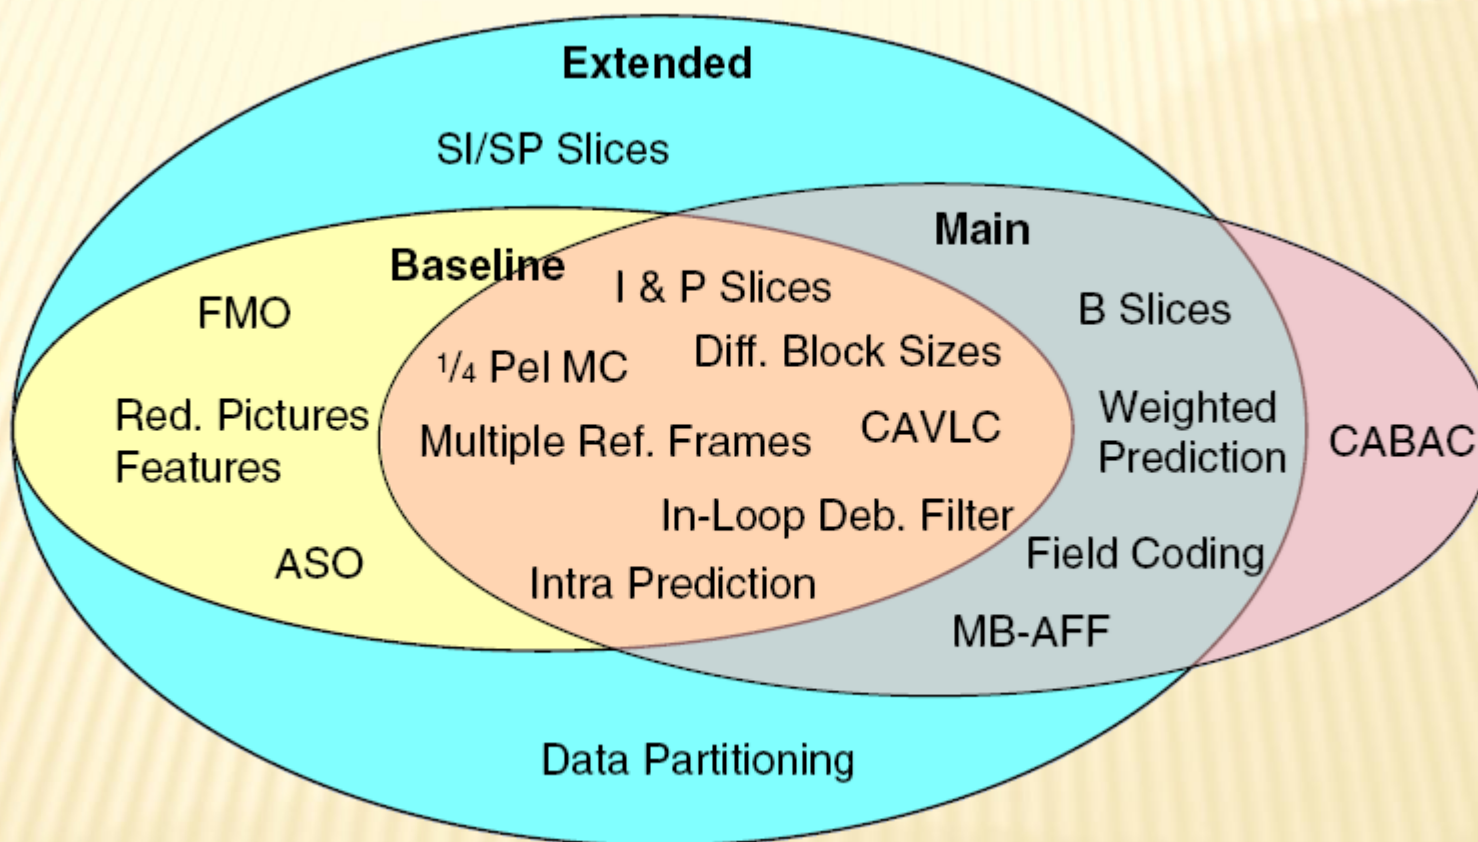 Extended
SI/SP Slices
Main
Baseline
I & P Slices
FMO
B Slices
Diff. Block Sizes
1/4 Pel MC
Red. Pictures
Features
Multiple Ref. Frames
CAVLC
Weighted
Prediction
CABAC
In-Loop Deb. Filter
Field Coding
ASO
Intra Prediction
MB-AFF
Data Partitioning